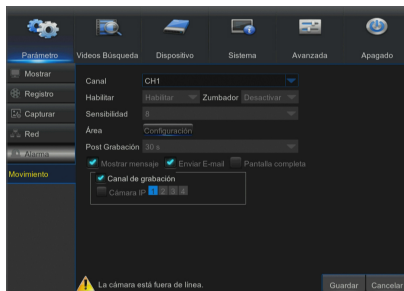 Parámetro Videos Búsqueda Dispositivo Sistema Avanzada Apagado
Mostrar
Registro
Capturar
Red
Alarma
Movimiento
Canal CH1
Habilitar Habilitar Zumbador Desactivar
Sensibilidad 8
Área Configuración
Post Grabación 30 s
Mostrar mensaje Enviar E-mail Pantalla completa
Canal de grabación
Cámara IP 1 2 3 4
La cámara está fuera de línea.
Guardar Cancelar